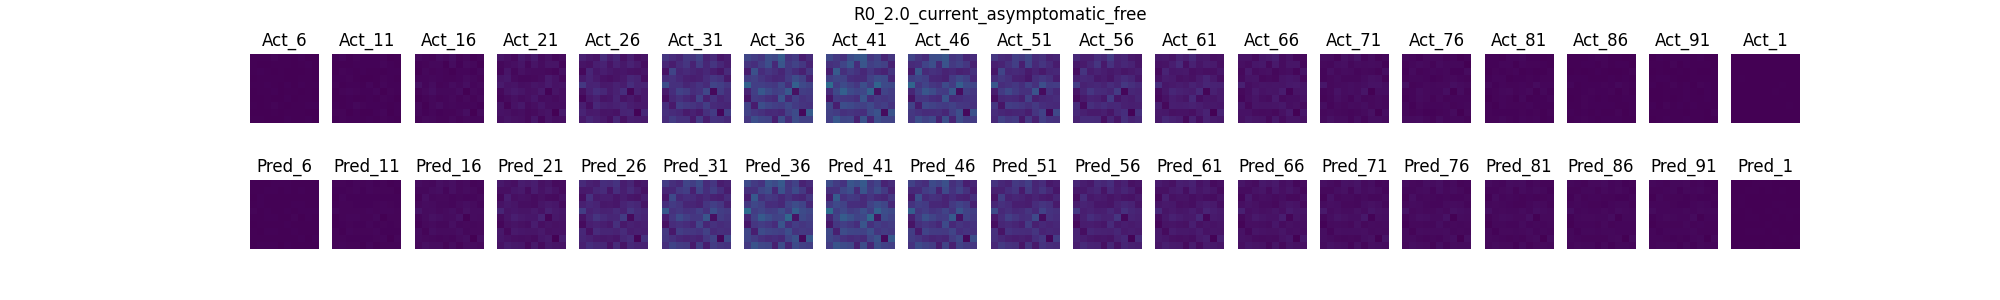 R0_2.0_current_asymptomatic_free
Act_6 Act_11 Act_16 Act_21 Act_26 Act_31 Act_36 Act_41 Act_46 Act_51 Act_56 Act_61 Act_66 Act_71 Act_76 Act_81 Act_86 Act_91 Act_1
Pred_6 Pred_11 Pred_16 Pred_21 Pred_26 Pred_31 Pred_36 Pred_41 Pred_46 Pred_51 Pred_56 Pred_61 Pred_66 Pred_71 Pred_76 Pred_81 Pred_86 Pred_91 Pred_1